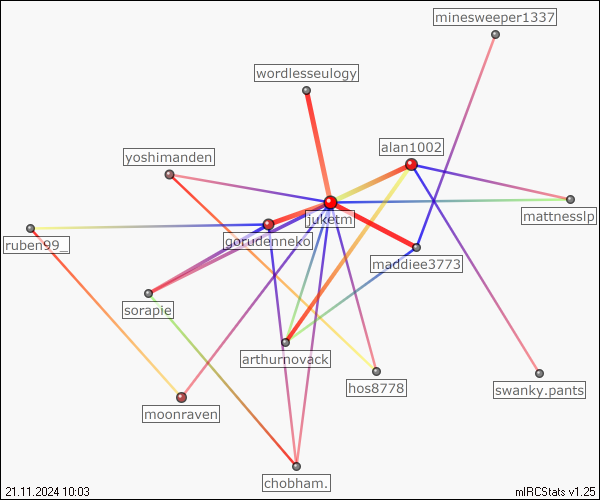 minesweeper1337
wordlesseulogy
alan1002
yoshimanden
mattnesslp
juketm
gorudenneko
ruben99_
maddiee3773
sorapie
arthurnovack
hos8778
swanky.pants
moonraven
chobham.
21.11.2024 10:03
mIRCStats v1.25